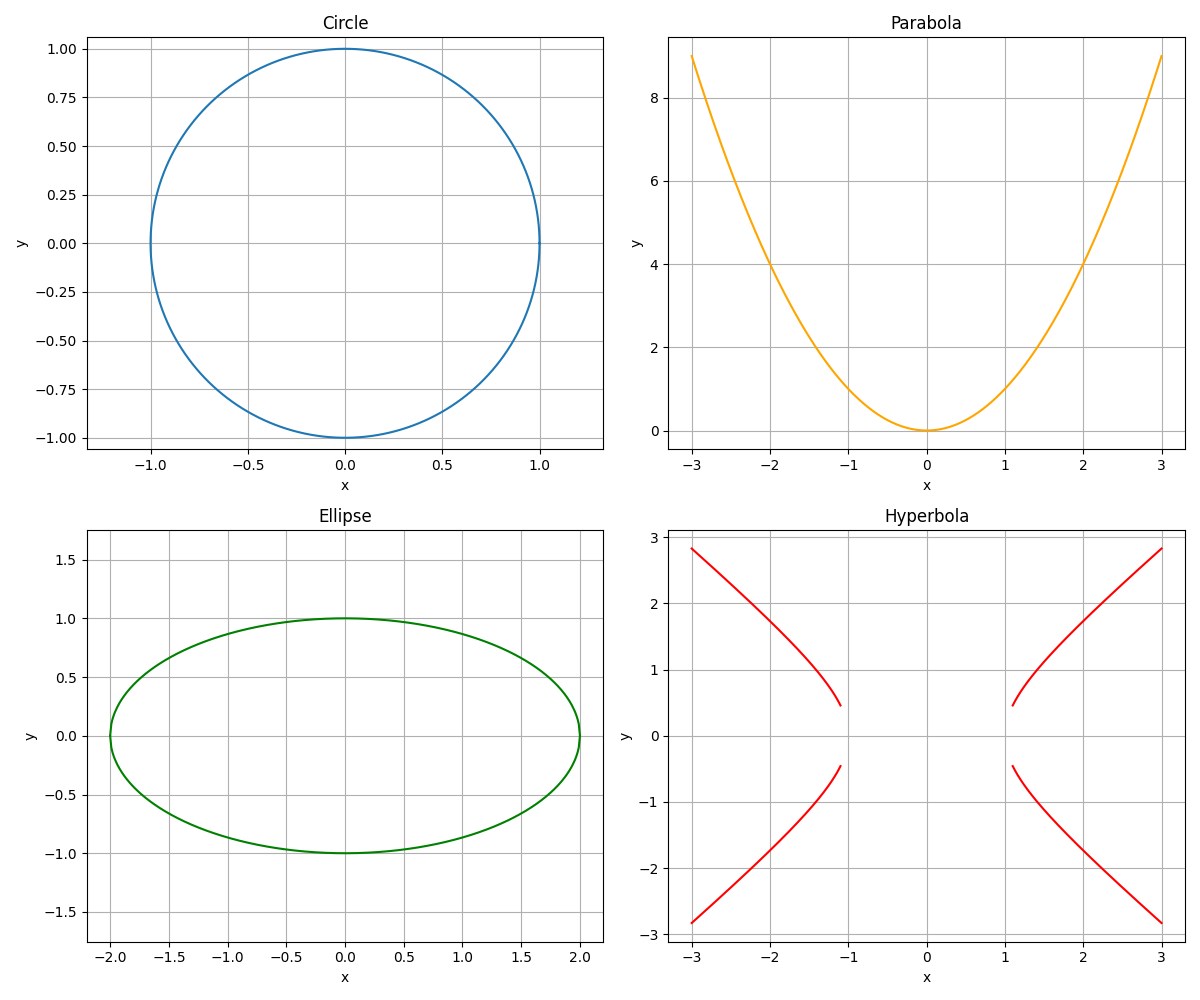 Circle
1.00
0.75
0.50
0.25
0.00
−0.25
−0.50
−0.75
−1.00
y
−1.0 −0.5 0.0 0.5 1.0
x
Parabola
8
6
4
2
0
y
−3 −2 −1 0 1 2 3
x
Ellipse
1.5
1.0
0.5
0.0
−0.5
−1.0
−1.5
y
−2.0 −1.5 −1.0 −0.5 0.0 0.5 1.0 1.5 2.0
x
Hyperbola
3
2
1
0
−1
−2
−3
y
−3 −2 −1 0 1 2 3
x